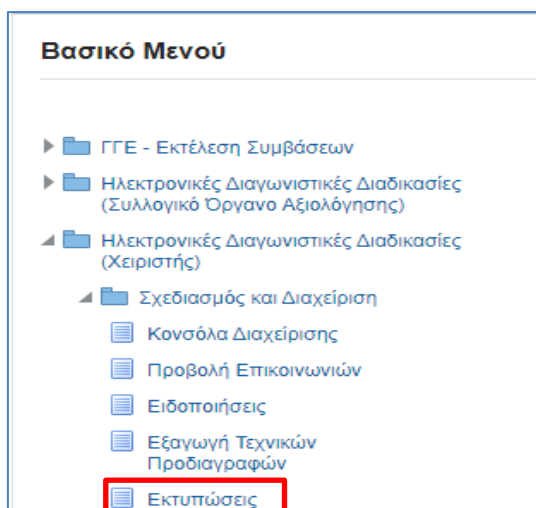 Βασικό Μενού
ΓΓΕ - Εκτέλεση Συμβάσεων
Ηλεκτρονικές Διαγωνιστικές Διαδικασίες
(Συλλογικό Όργανο Αξιολόγησης)
Ηλεκτρονικές Διαγωνιστικές Διαδικασίες
(Χειριστής)
Σχεδιασμός και Διαχείριση
Κονσόλα Διαχείρισης
Προβολή Επικοινωνιών
Ειδοποιήσεις
Εξαγωγή Τεχνικών
Προδιαγραφών
Εκτυπώσεις